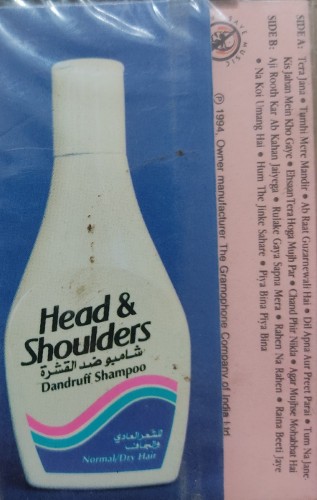 Head &
Shoulders
شامبو ضد القشرة
Dandruff Shampoo
للشعر العادي
والجاف
Normal/Dry Hair
SIDE A: Tera Jana • Tumhi Mere Mandir • Ab Raat Guzarnewali Hai • Dil Apna Aur Preet Parai • Tum Na Jane
Kis Jahan Mein Kho Gaye • Ehsaan Tera Hoga Mujh Par • Chand Phir Nikla • Agar Mujhse Mohabbat Hai
SIDE B: Aji Rooth Kar Ab Kahan Jaiyega • Rulake Gaya Sapna Mera • Rahen Na Rahen • Raina Beeti Jaye
• Na Koi Umang Hai • Hum The Jinke Sahare • Piya Bina Piya Bina
℗ 1994, Owner manufacturer The Gramophone Company of India Ltd